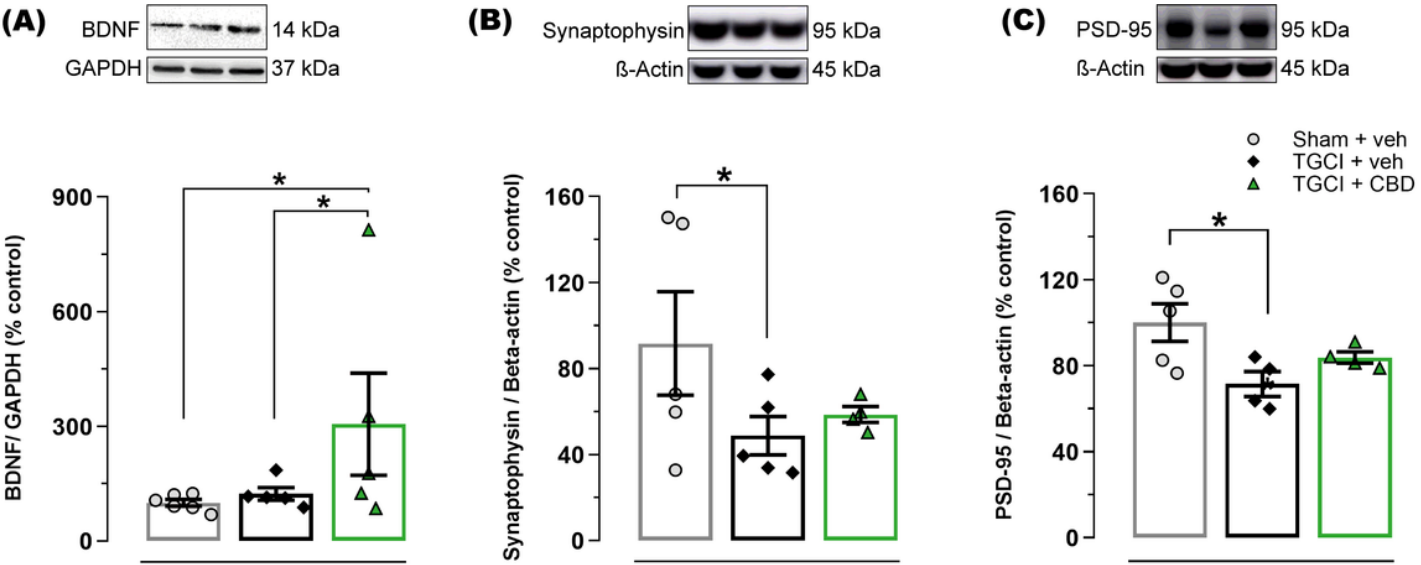 (A)
BDNF
14 kDa
GAPDH
37 kDa
BDNF/ GAPDH (% control)
900
600
300
0
*
*
(B)
Synaptophysin
95 kDa
ß-Actin
45 kDa
Synaptophysin / Beta-actin (% control)
160
120
80
40
0
*
(C)
PSD-95
95 kDa
ß-Actin
45 kDa
Sham + veh
TGCI + veh
TGCI + CBD
PSD-95 / Beta-actin (% control)
160
120
80
40
0
*
*